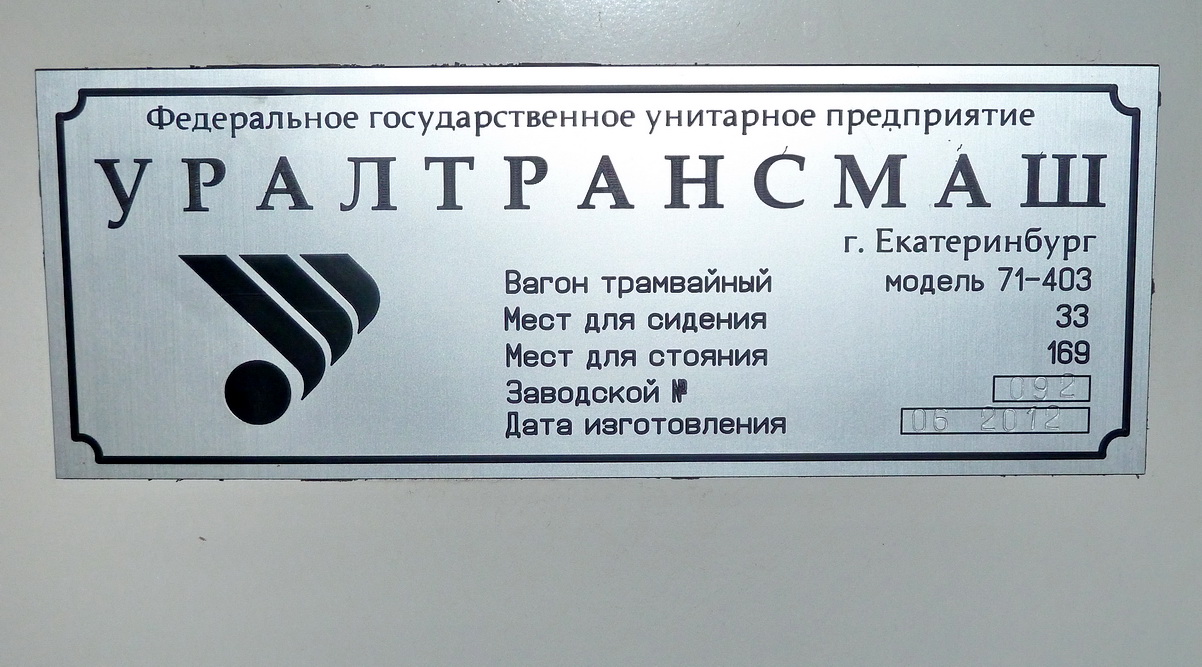 Федеральное государственное унитарное предприятие
УРАЛТРАНСМАШ
г. Екатеринбург
Вагон трамвайный модель 71-403
Мест для сидения 33
Мест для стояния 169
Заводской № 092
Дата изготовления 06 2012